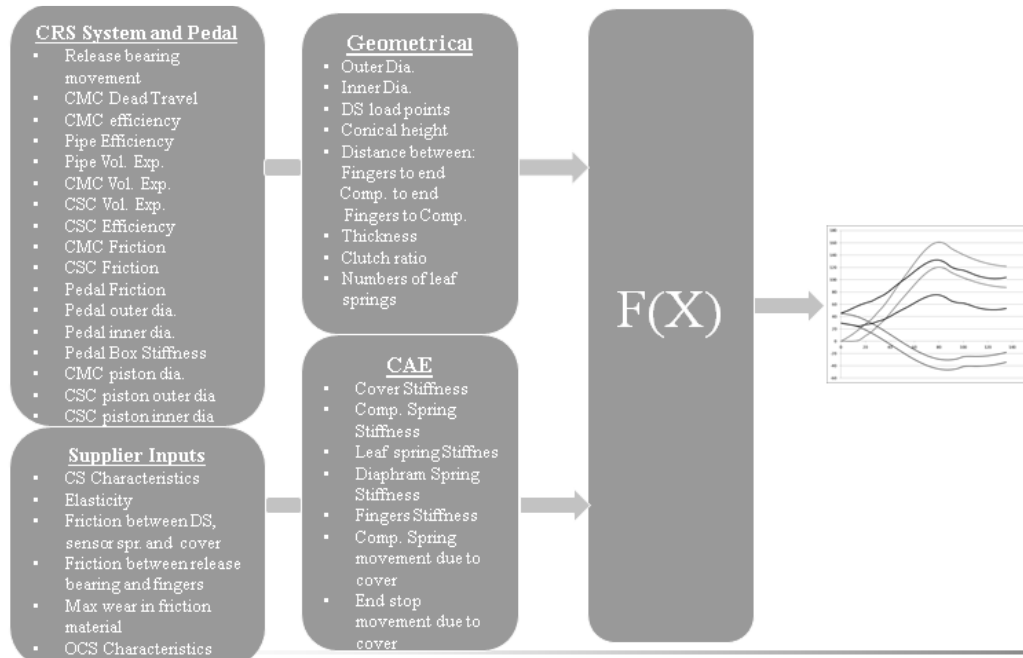 CRS System and Pedal
▪ Release bearing
movement
▪ CMC Dead Travel
▪ CMC efficiency
▪ Pipe Efficiency
▪ Pipe Vol. Exp.
▪ CMC Vol. Exp.
▪ CSC Vol. Exp.
▪ CSC Efficiency
▪ CMC Friction
▪ CSC Friction
▪ Pedal Friction
▪ Pedal outer dia.
▪ Pedal inner dia.
▪ Pedal Box Stiffness
▪ CMC piston dia.
▪ CSC piston outer dia
▪ CSC piston inner dia
Supplier Inputs
▪ CS Characteristics
▪ Elasticity
▪ Friction between DS,
sensor spr. and cover
▪ Friction between release
bearing and fingers
▪ Max wear in friction
material
▪ OCS Characteristics
Geometrical
▪ Outer Dia.
▪ Inner Dia.
▪ DS load points
▪ Conical height
▪ Distance between:
Fingers to end
Comp. to end
Fingers to Comp.
▪ Thickness
▪ Clutch ratio
▪ Numbers of leaf
springs
CAE
▪ Cover Stiffness
▪ Comp. Spring
Stiffness
▪ Leaf spring Stiffnes
▪ Diaphram Spring
Stiffness
▪ Fingers Stiffness
▪ Comp. Spring
movement due to
cover
▪ End stop
movement due to
cover
F(X)